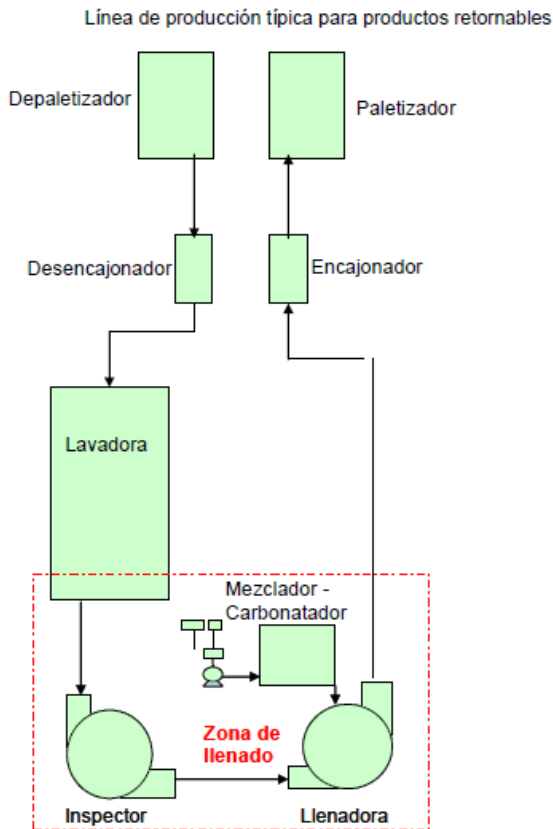 Línea de producción típica para productos retornables
Depaletizador
Paletizador
Desencajonador
Encajonador
Lavadora
Mezclador -
Carbonatador
Zona de
llenado
Inspector
Llenadora